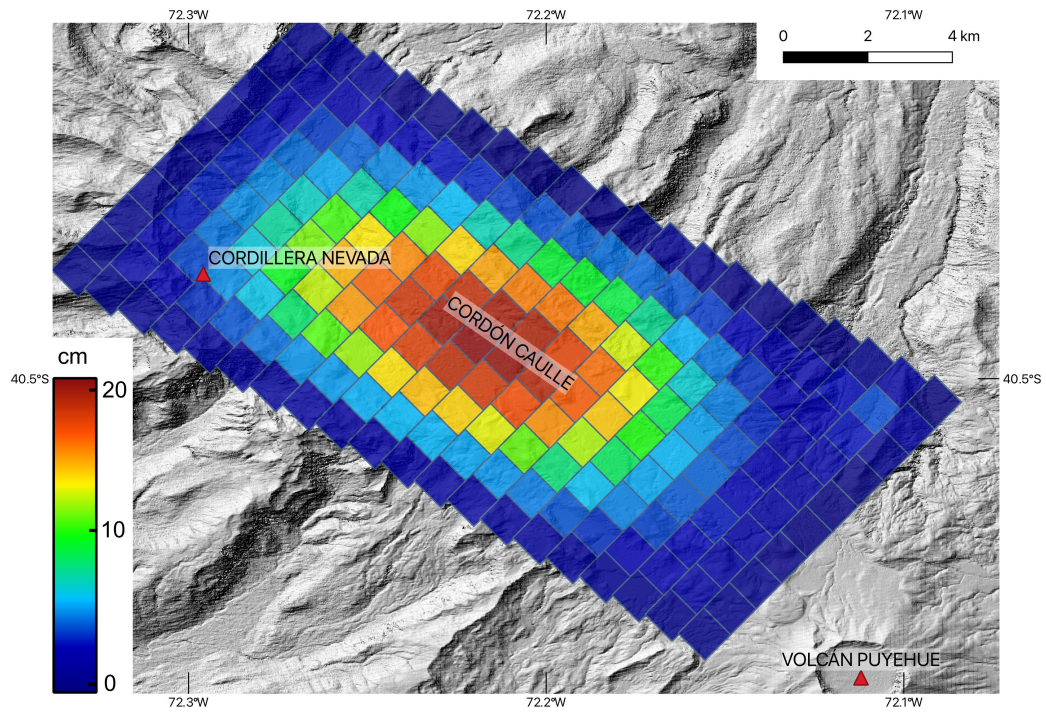 72.3°W 72.2°W 72.1°W
0 2 4 km
CORDILLERA NEVADA
CORDÓN CAULLE
cm
20
10
0
40.5°S 40.5°S
VOLCÁN PUYEHUE
72.3°W 72.2°W 72.1°W